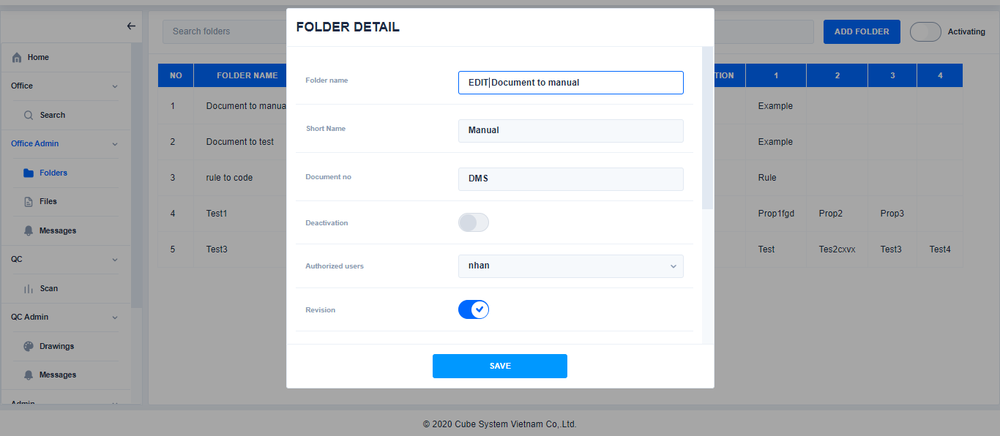 FOLDER DETAIL
Search folders
ADD FOLDER
Activating
Home
Office
Search
Office Admin
Folders
Files
Messages
QC
Scan
QC Admin
Drawings
Messages
Admin
NO FOLDER NAME TION 1 2 3 4
1 Document to manua Example
2 Document to test Example
3 rule to code Rule
4 Test1 Prop1fgd Prop2 Prop3
5 Test3 Test Tes2cxvx Test3 Test4
Folder name EDIT Document to manual
Short Name Manual
Document no DMS
Deactivation
Authorized users nhan
Revision
SAVE
© 2020 Cube System Vietnam Co,.Ltd.